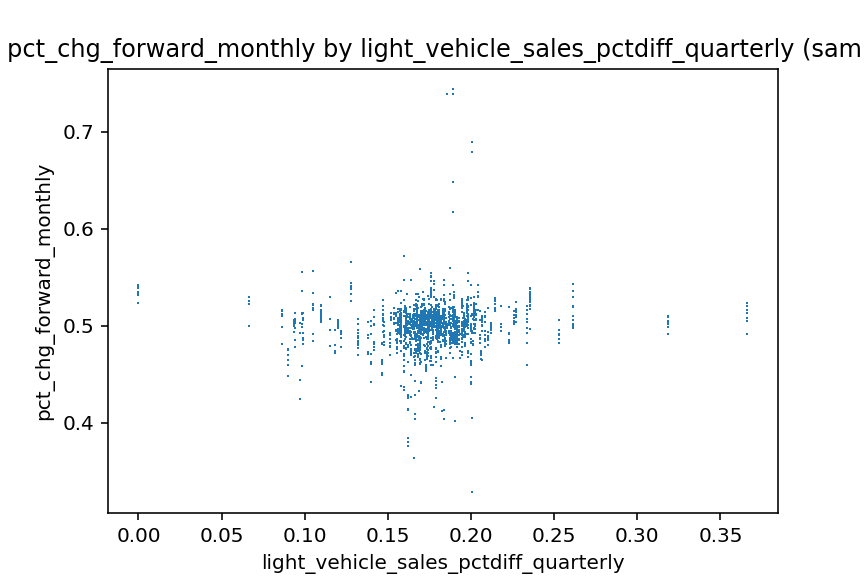 pct_chg_forward_monthly by light_vehicle_sales_pctdiff_quarterly (sam
0.7
0.6
0.5
0.4
pct_chg_forward_monthly
0.00 0.05 0.10 0.15 0.20 0.25 0.30 0.35
light_vehicle_sales_pctdiff_quarterly